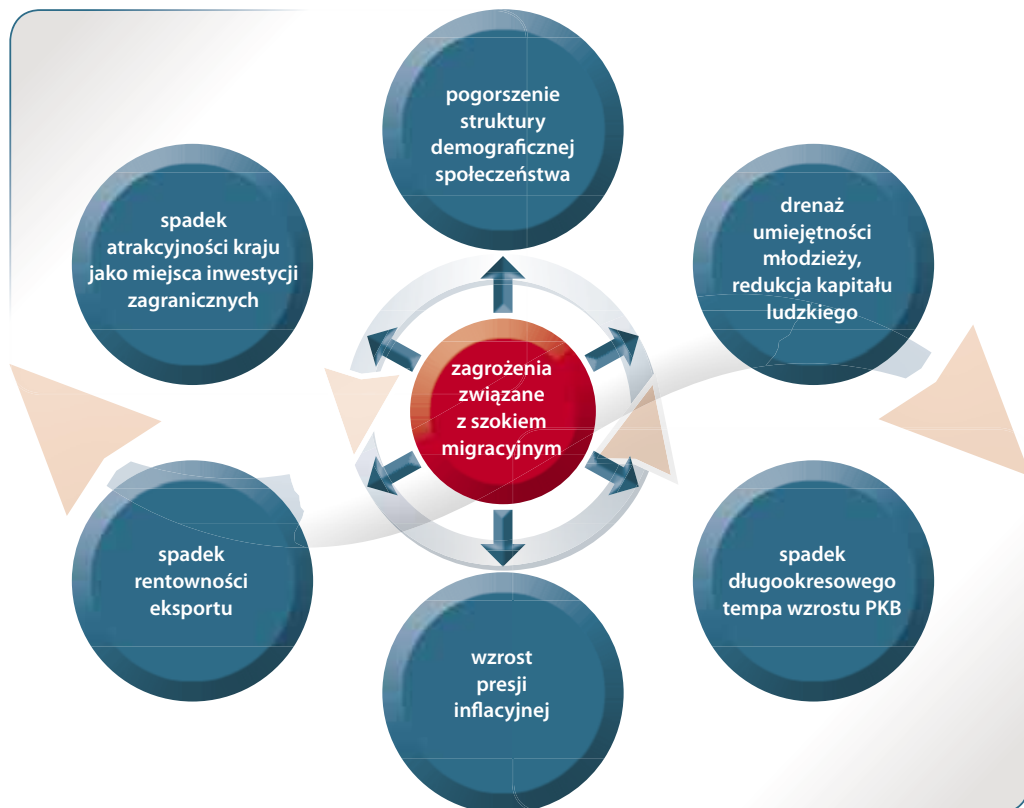 pogorszenie
struktury
demograficznej
społeczeństwa
spadek
atrakcyjności kraju
jako miejsca inwestycji
zagranicznych
drenaż
umiejętności
młodzieży,
redukcja kapitału
ludzkiego
zagrożenia
związane
z szokiem
migracyjnym
spadek
rentowności
eksportu
spadek
długookresowego
tempa wzrostu PKB
wzrost
presji
inflacyjnej